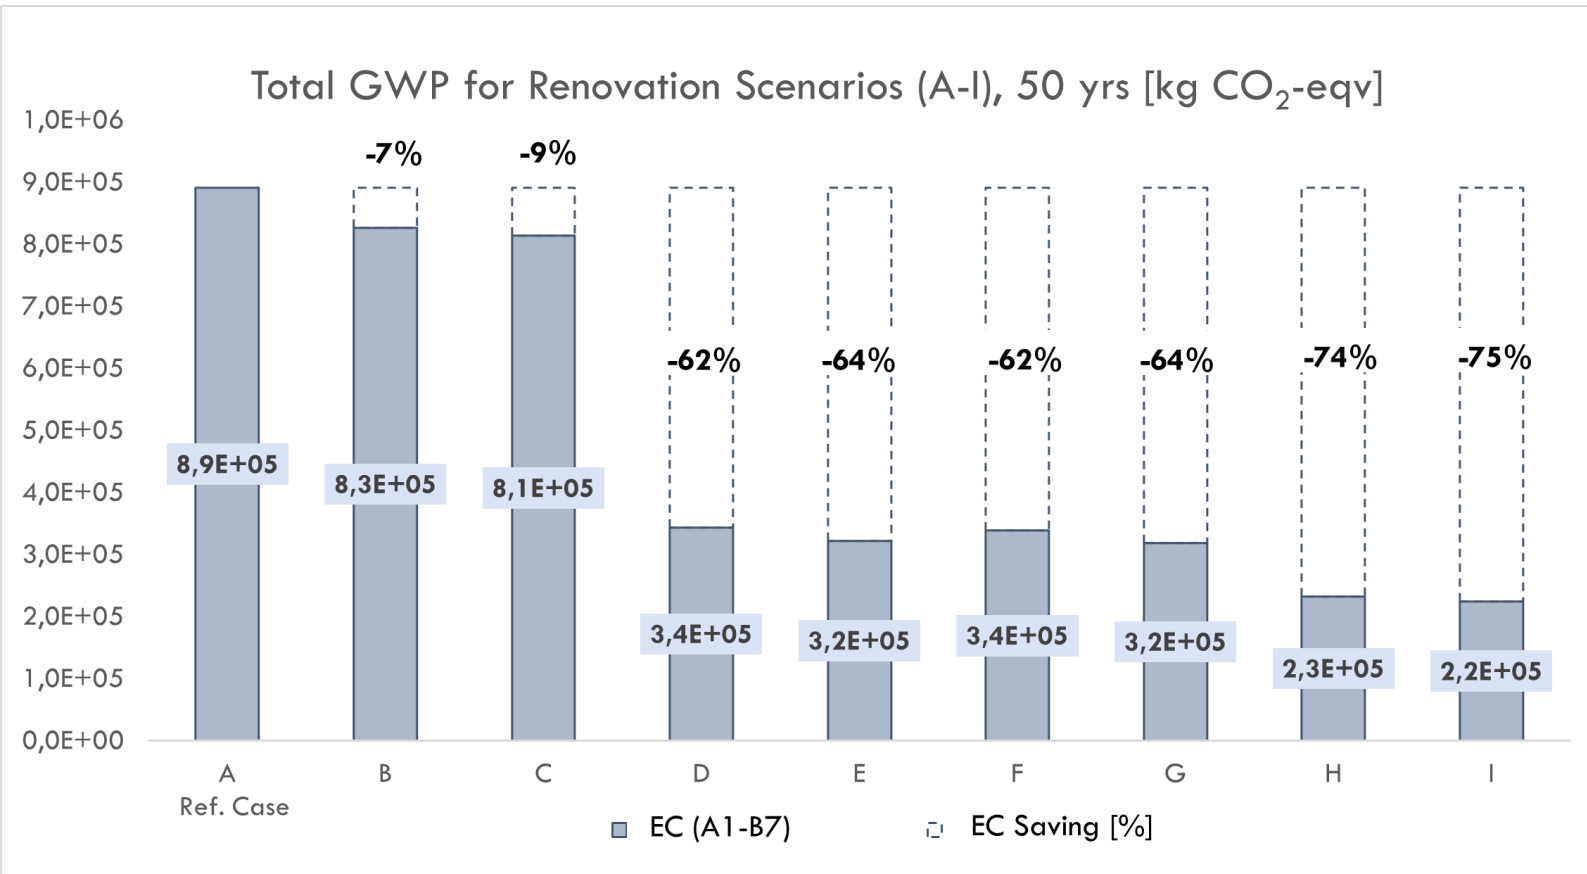 Total GWP for Renovation Scenarios (A-I), 50 yrs [kg CO₂-eqv]
1,0E+06
9,0E+05
8,0E+05
7,0E+05
6,0E+05
5,0E+05
4,0E+05
3,0E+05
2,0E+05
1,0E+05
0,0E+00
-7%
-9%
-62%
-64%
-62%
-64%
-74%
-75%
8,9E+05
8,3E+05
8,1E+05
3,4E+05
3,2E+05
3,4E+05
3,2E+05
2,3E+05
2,2E+05
A
Ref. Case
B
C
D
E
F
G
H
I
EC (A1-B7)
EC Saving [%]